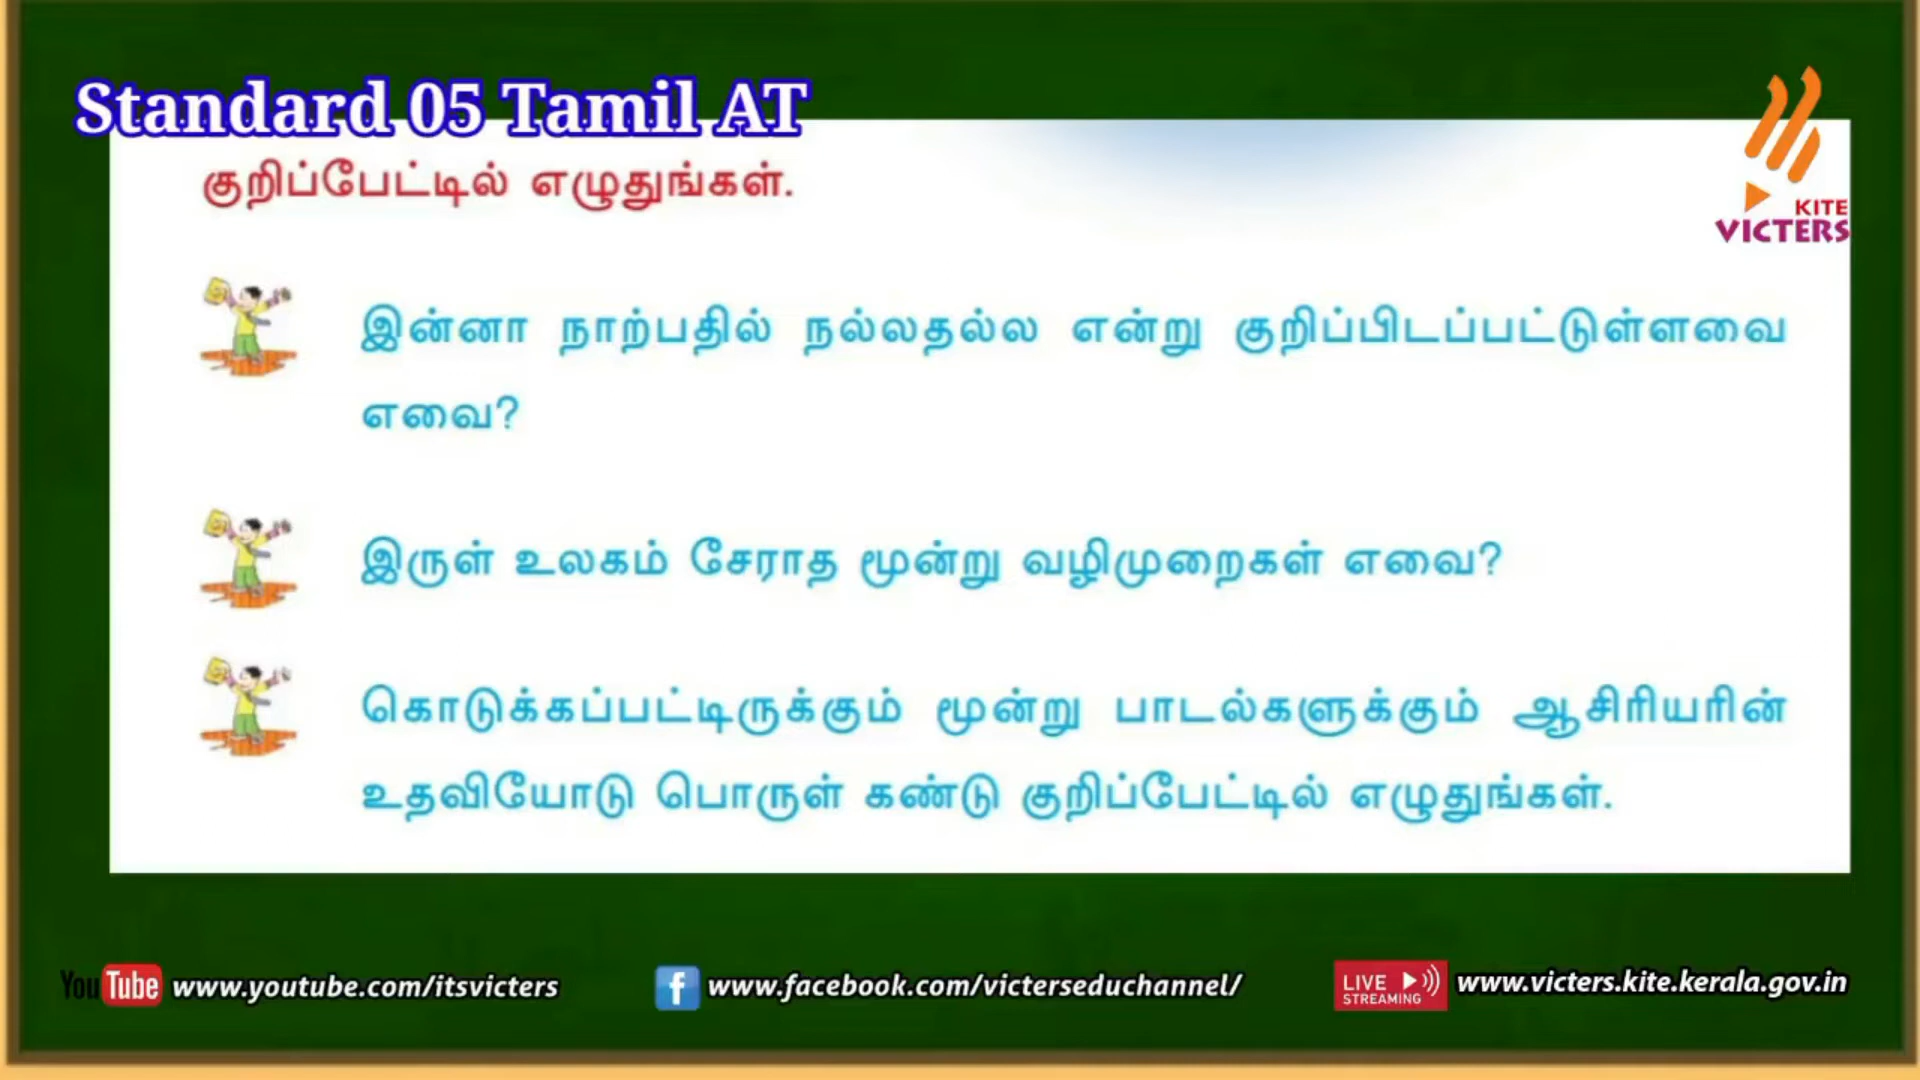 Standard 05 Tamil AT
குறிப்பேட்டில் எழுதுங்கள்.
KITE
VICTERS
இன்னா நாற்பதில் நல்லதல்ல என்று குறிப்பிடப்பட்டுள்ளவை
எவை?
இருள் உலகம் சேராத மூன்று வழிமுறைகள் எவை?
கொடுக்கப்பட்டிருக்கும் மூன்று பாடல்களுக்கும் ஆசிரியரின்
உதவியோடு பொருள் கண்டு குறிப்பேட்டில் எழுதுங்கள்.
YouTube www.youtube.com/itsvicters
f www.facebook.com/victerseduchannel/
LIVE STREAMING www.victers.kite.kerala.gov.in